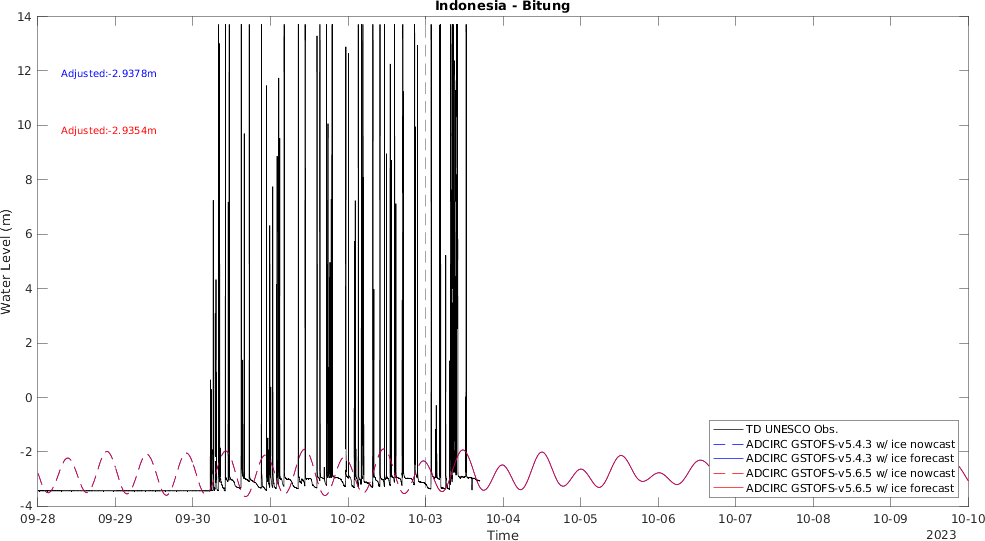 Indonesia - Bitung
14
12
10
8
6
4
2
0
-2
-4
Water Level (m)
Adjusted:-2.9378m
Adjusted:-2.9354m
TD UNESCO Obs.
ADCIRC GSTOFS-v5.4.3 w/ ice nowcast
ADCIRC GSTOFS-v5.4.3 w/ ice forecast
ADCIRC GSTOFS-v5.6.5 w/ ice nowcast
ADCIRC GSTOFS-v5.6.5 w/ ice forecast
09-28 09-29 09-30 10-01 10-02 10-03 10-04 10-05 10-06 10-07 10-08 10-09 10-10
Time
2023